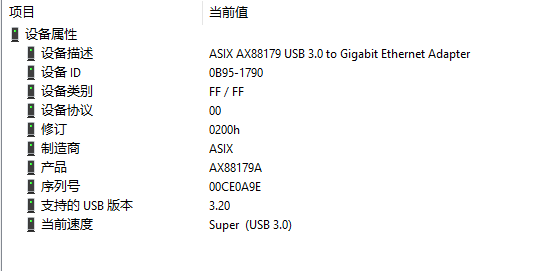 项目 当前值
设备属性
设备描述 ASIX AX88179 USB 3.0 to Gigabit Ethernet Adapter
设备 ID 0B95-1790
设备类别 FF / FF
设备协议 00
修订 0200h
制造商 ASIX
产品 AX88179A
序列号 00CE0A9E
支持的 USB 版本 3.20
当前速度 Super (USB 3.0)